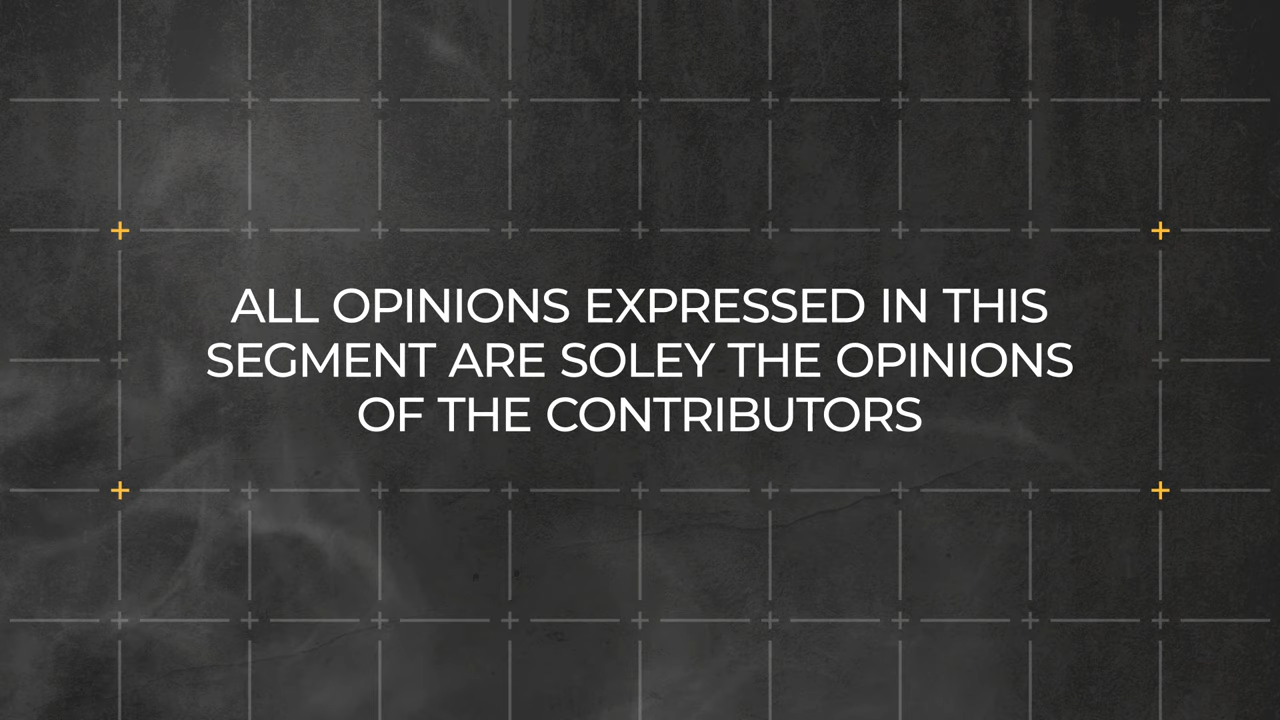 ALL OPINIONS EXPRESSED IN THIS
SEGMENT ARE SOLEY THE OPINIONS
OF THE CONTRIBUTORS